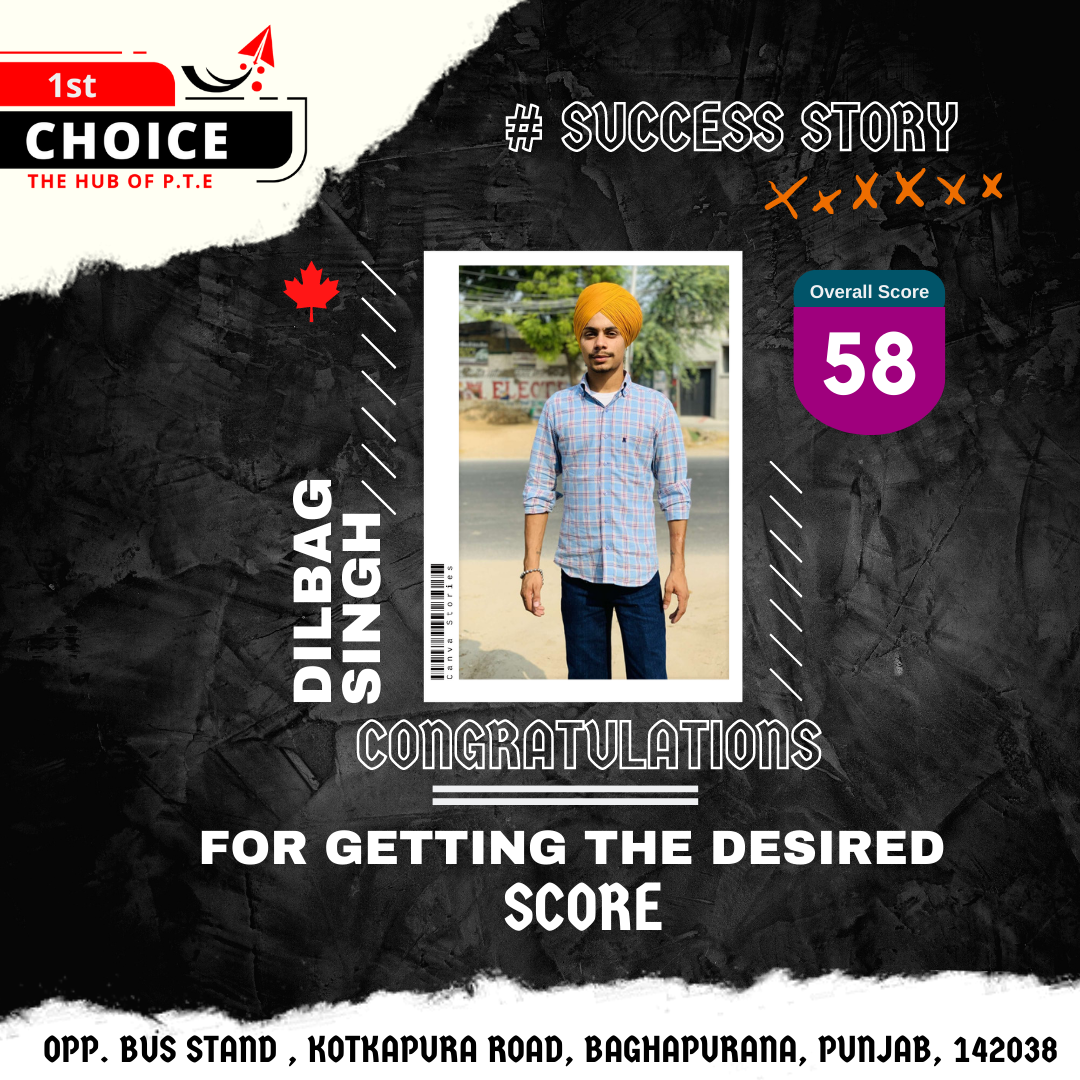 1st
CHOICE
THE HUB OF P.T.E
# SUCCESS STORY
Overall Score
58
DILBAG
SINGH
Canva Stories
CONGRATULATIONS
FOR GETTING THE DESIRED
SCORE
OPP. BUS STAND , KOTKAPURA ROAD, BAGHAPURANA, PUNJAB, 142038